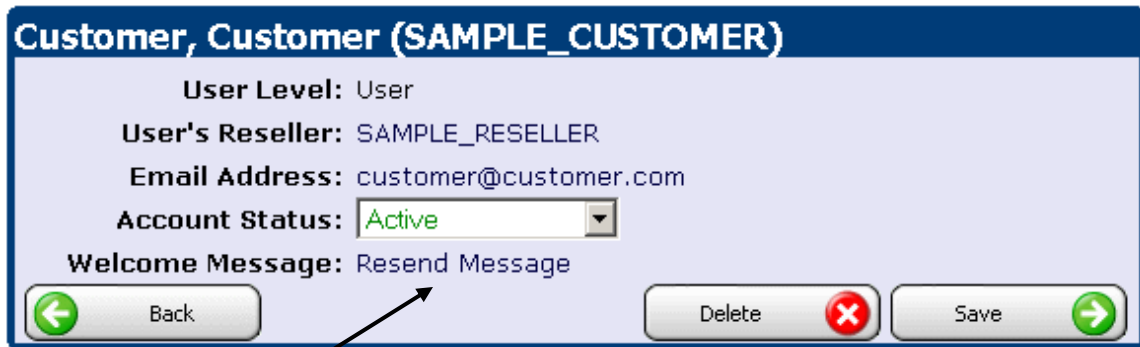 Customer, Customer (SAMPLE_CUSTOMER)
User Level: User
User's Reseller: SAMPLE_RESELLER
Email Address: customer@customer.com
Account Status: Active
Welcome Message: Resend Message
Back Delete Save